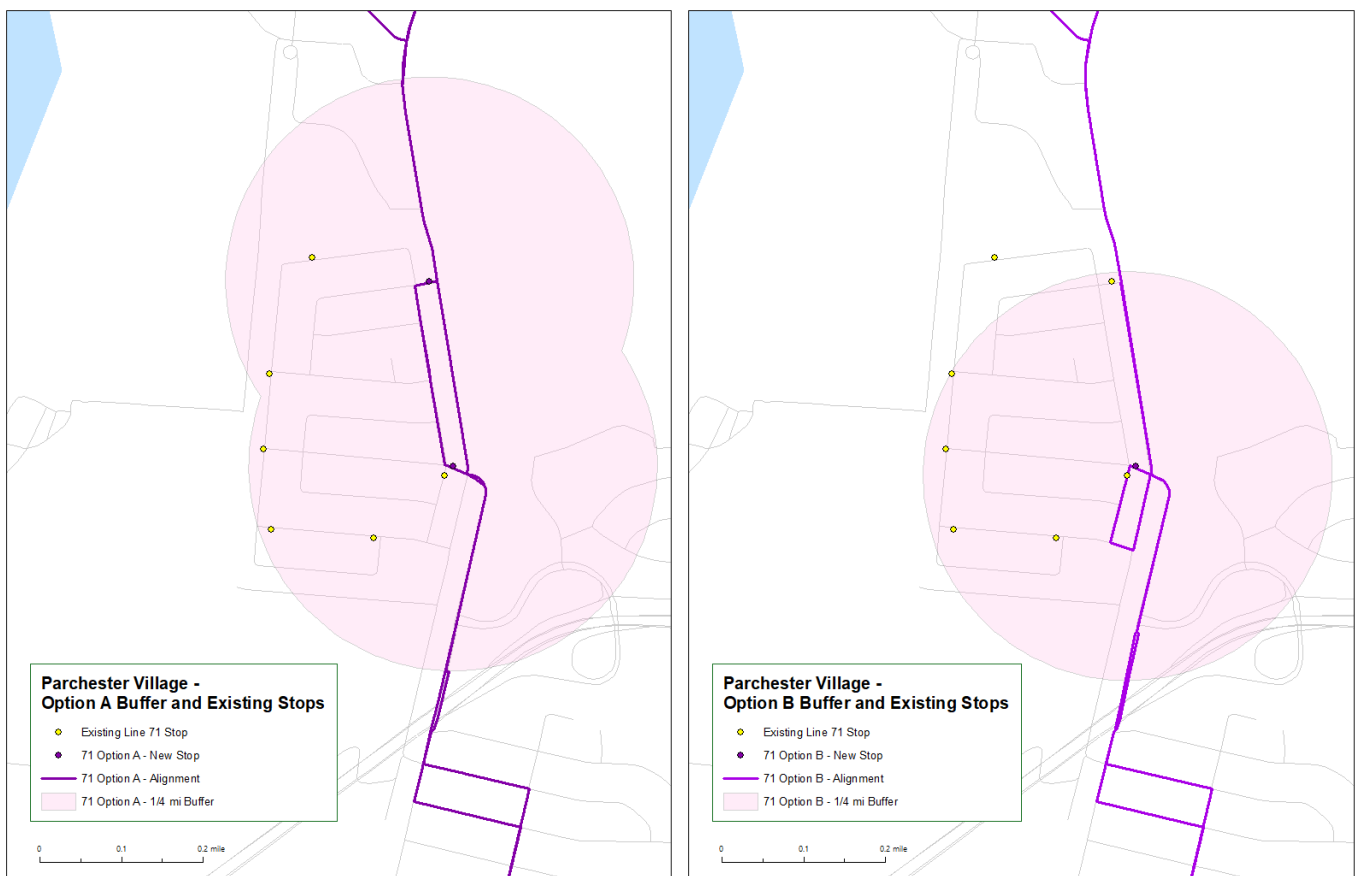 Parchester Village -
Option A Buffer and Existing Stops
Existing Line 71 Stop
71 Option A - New Stop
71 Option A - Alignment
71 Option A - 1/4 mi Buffer
0 0.1 0.2 mile
Parchester Village -
Option B Buffer and Existing Stops
Existing Line 71 Stop
71 Option B - New Stop
71 Option B - Alignment
71 Option B - 1/4 mi Buffer
0 0.1 0.2 mile